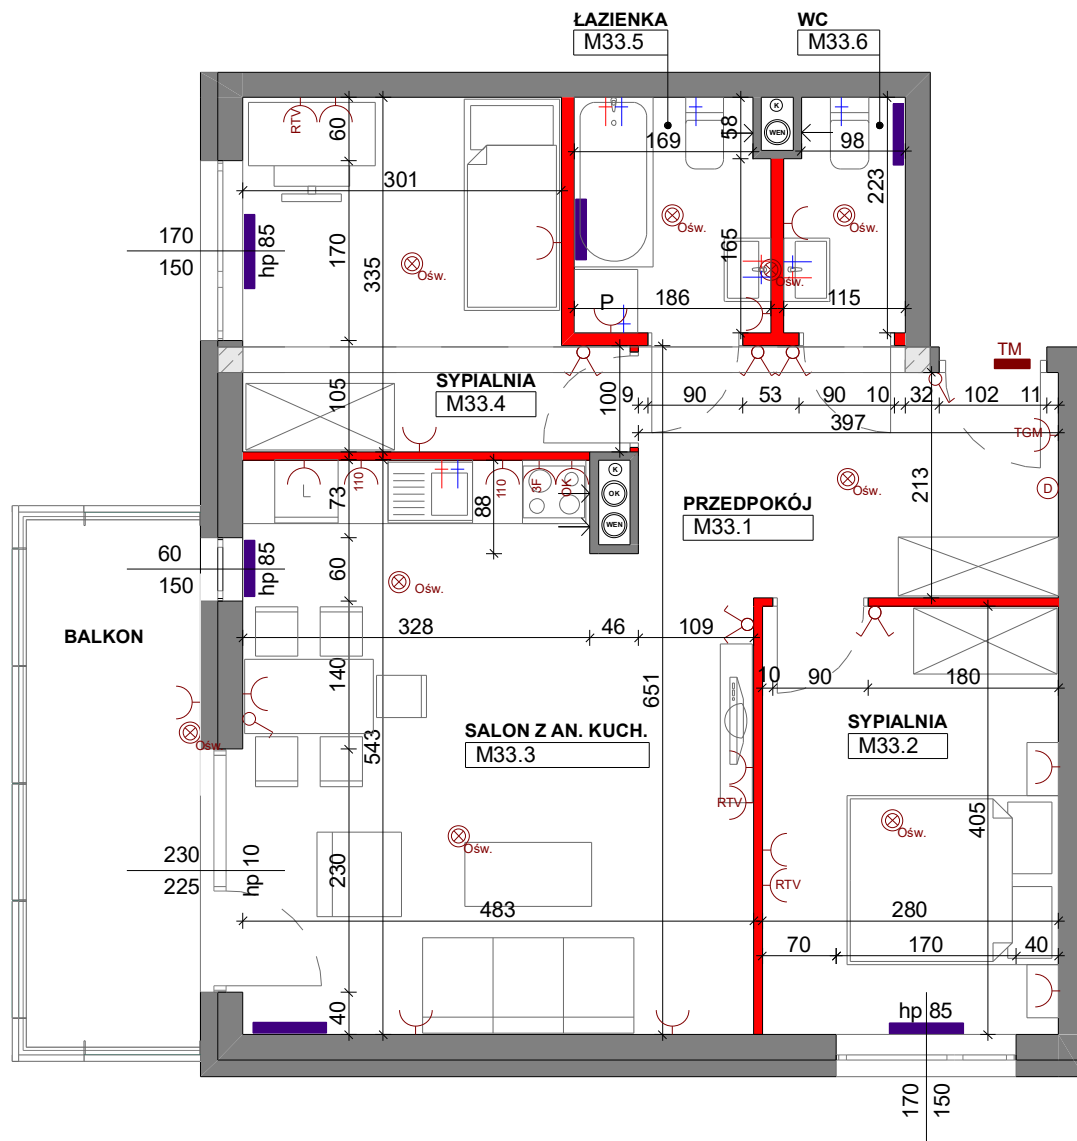 ŁAZIENKA
M33.5
WC
M33.6
RTV
60
169
58
K
WEN
98
223
301
170
150
hp 85
170
335
Ośw.
165
Ośw.
Ośw.
P
186
115
TM
SYPIALNIA
M33.4
105
100
9
90
53
90
10
32
102
11
397
TGM
L
110
73
88
110
3F
OK
K
OK
WEN
PRZEDPOKÓJ
M33.1
Ośw.
213
D
60
150
hp 85
60
Ośw.
BALKON
328
46
109
140
651
10
90
180
SYPIALNIA
M33.2
SALON Z AN. KUCH.
M33.3
543
Ośw.
RTV
405
Ośw.
Ośw.
230
225
hp 10
230
RTV
483
280
70
170
40
40
hp 85
170
150